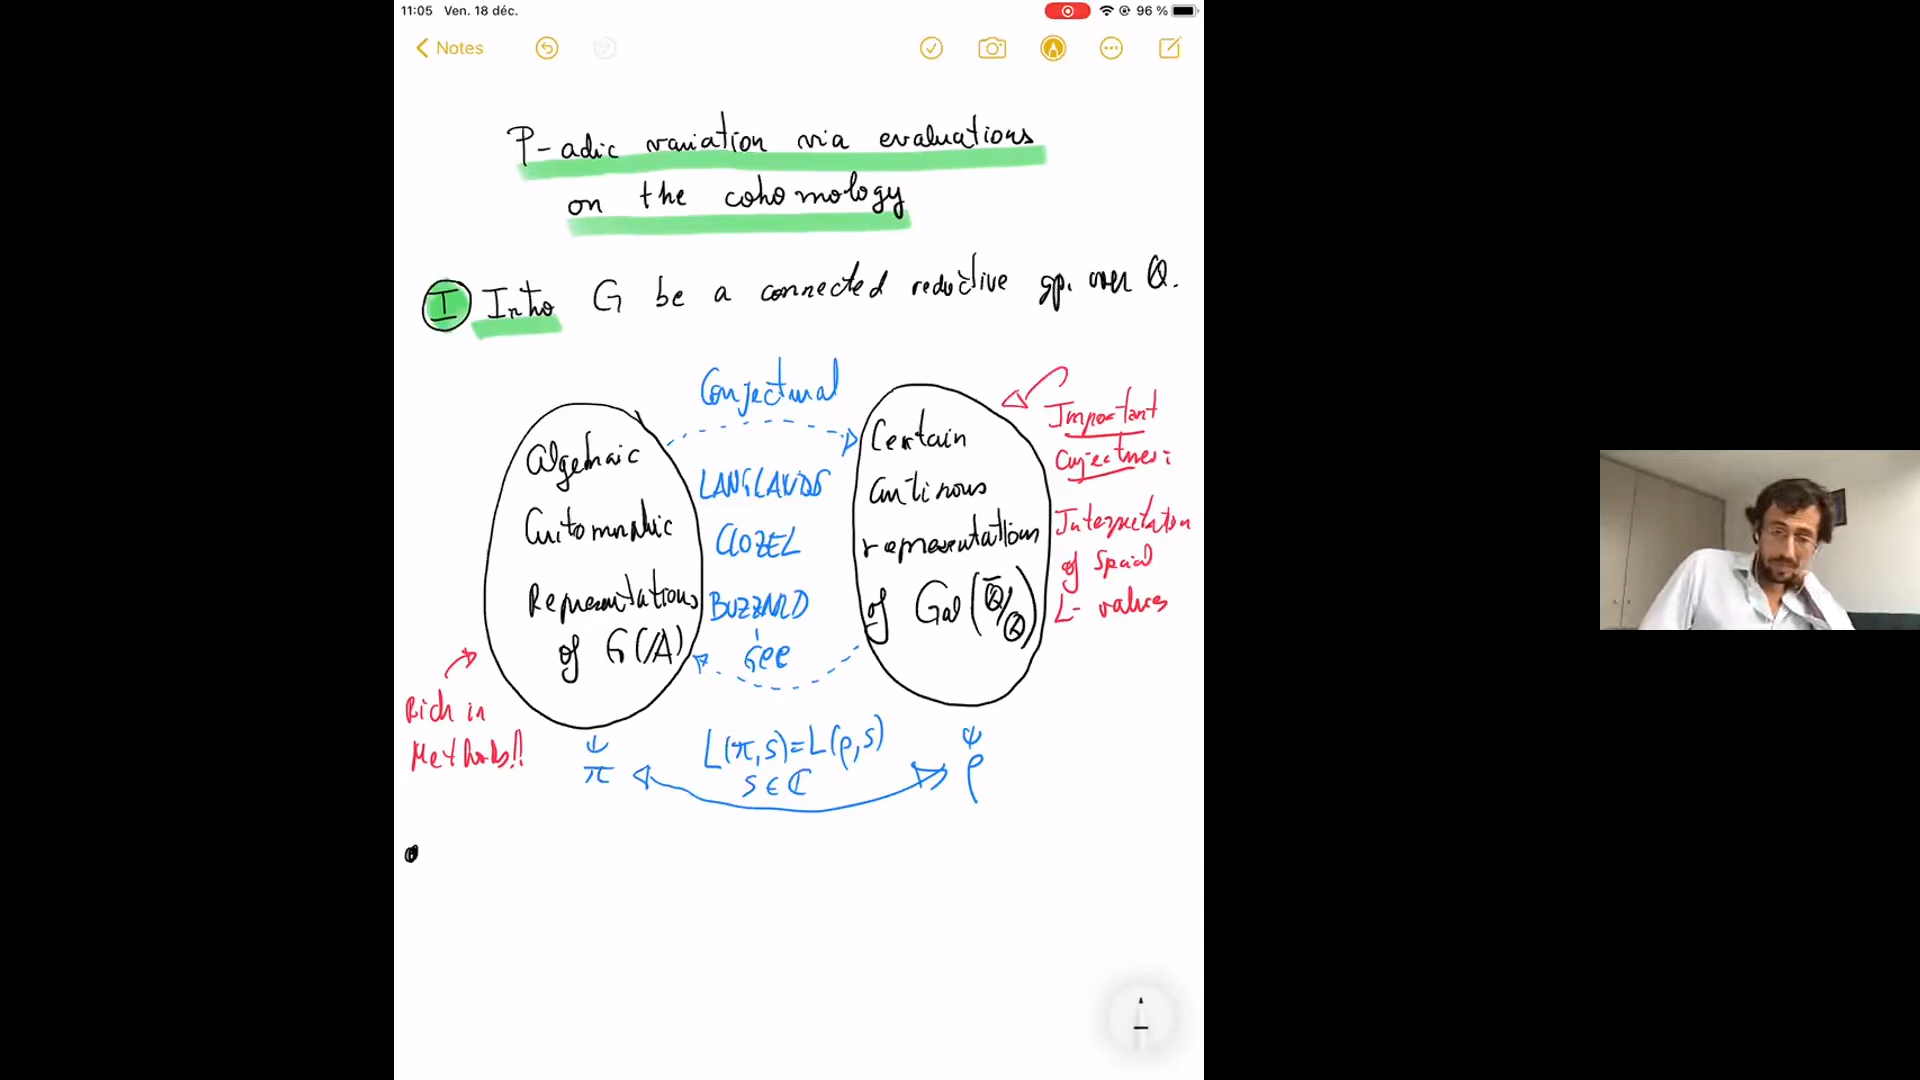 11:05 Ven. 18 déc.
96 %
Notes
P-adic variation via evaluations
on the cohomology
I Intro G be a connected reductive gp. over Q.
Conjectural
Algebraic
Automorphic
Representations
of G(/A)
LANGLANDS
CLOZEL
BUZZARD
GEE
Certain
Continous
representations
of Gal(Q̄/Q)
Important
Conjectures:
Interpretation
of Special
L-values
Rich in
Methods!!
π
L(π,s)=L(ρ,s)
s∈ℂ
ρ